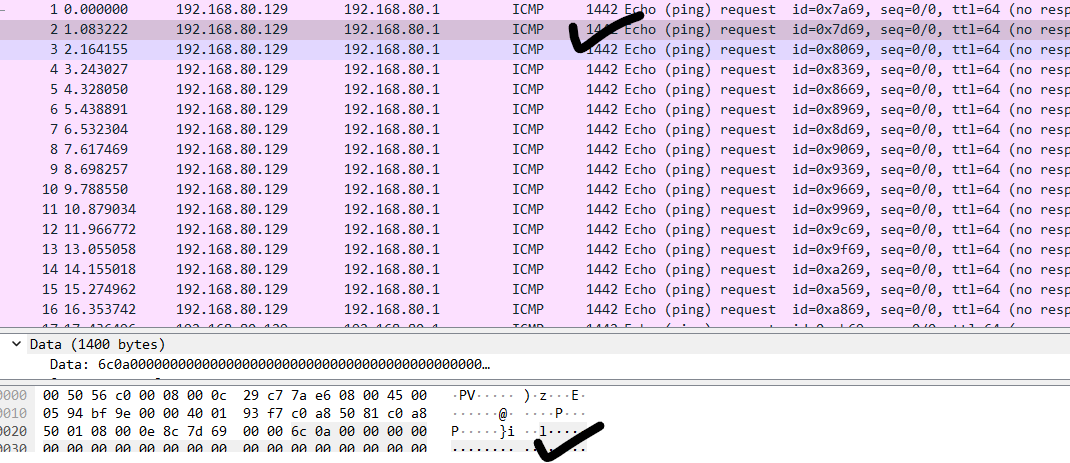 1 0.000000 192.168.80.129 192.168.80.1 ICMP 1442 Echo (ping) request id=0x7a69, seq=0/0, ttl=64 (no resp
2 1.083222 192.168.80.129 192.168.80.1 ICMP 1442 Echo (ping) request id=0x7d69, seq=0/0, ttl=64 (no resp
3 2.164155 192.168.80.129 192.168.80.1 ICMP 1442 Echo (ping) request id=0x8069, seq=0/0, ttl=64 (no resp
4 3.243027 192.168.80.129 192.168.80.1 ICMP 1442 Echo (ping) request id=0x8369, seq=0/0, ttl=64 (no resp
5 4.328050 192.168.80.129 192.168.80.1 ICMP 1442 Echo (ping) request id=0x8669, seq=0/0, ttl=64 (no resp
6 5.438891 192.168.80.129 192.168.80.1 ICMP 1442 Echo (ping) request id=0x8969, seq=0/0, ttl=64 (no resp
7 6.532304 192.168.80.129 192.168.80.1 ICMP 1442 Echo (ping) request id=0x8d69, seq=0/0, ttl=64 (no resp
8 7.617469 192.168.80.129 192.168.80.1 ICMP 1442 Echo (ping) request id=0x9069, seq=0/0, ttl=64 (no resp
9 8.698257 192.168.80.129 192.168.80.1 ICMP 1442 Echo (ping) request id=0x9369, seq=0/0, ttl=64 (no resp
10 9.788550 192.168.80.129 192.168.80.1 ICMP 1442 Echo (ping) request id=0x9669, seq=0/0, ttl=64 (no resp
11 10.879034 192.168.80.129 192.168.80.1 ICMP 1442 Echo (ping) request id=0x9969, seq=0/0, ttl=64 (no resp
12 11.966772 192.168.80.129 192.168.80.1 ICMP 1442 Echo (ping) request id=0x9c69, seq=0/0, ttl=64 (no resp
13 13.055058 192.168.80.129 192.168.80.1 ICMP 1442 Echo (ping) request id=0x9f69, seq=0/0, ttl=64 (no resp
14 14.155018 192.168.80.129 192.168.80.1 ICMP 1442 Echo (ping) request id=0xa269, seq=0/0, ttl=64 (no resp
15 15.274962 192.168.80.129 192.168.80.1 ICMP 1442 Echo (ping) request id=0xa569, seq=0/0, ttl=64 (no resp
16 16.353742 192.168.80.129 192.168.80.1 ICMP 1442 Echo (ping) request id=0xa869, seq=0/0, ttl=64 (no resp
Data (1400 bytes)
Data: 6c0a00000000000000000000000000000000000000000000…
0000 00 50 56 c0 00 08 00 0c 29 c7 7a e6 08 00 45 00 ·PV····· )·z···E·
0010 05 94 bf 9e 00 00 40 01 93 f7 c0 a8 50 81 c0 a8 ······@· ····P···
0020 50 01 08 00 0e 8c 7d 69 00 00 6c 0a 00 00 00 00 P·····}i ··l·····
0030 00 00 00 00 00 00 00 00 00 00 00 00 00 00 00 00